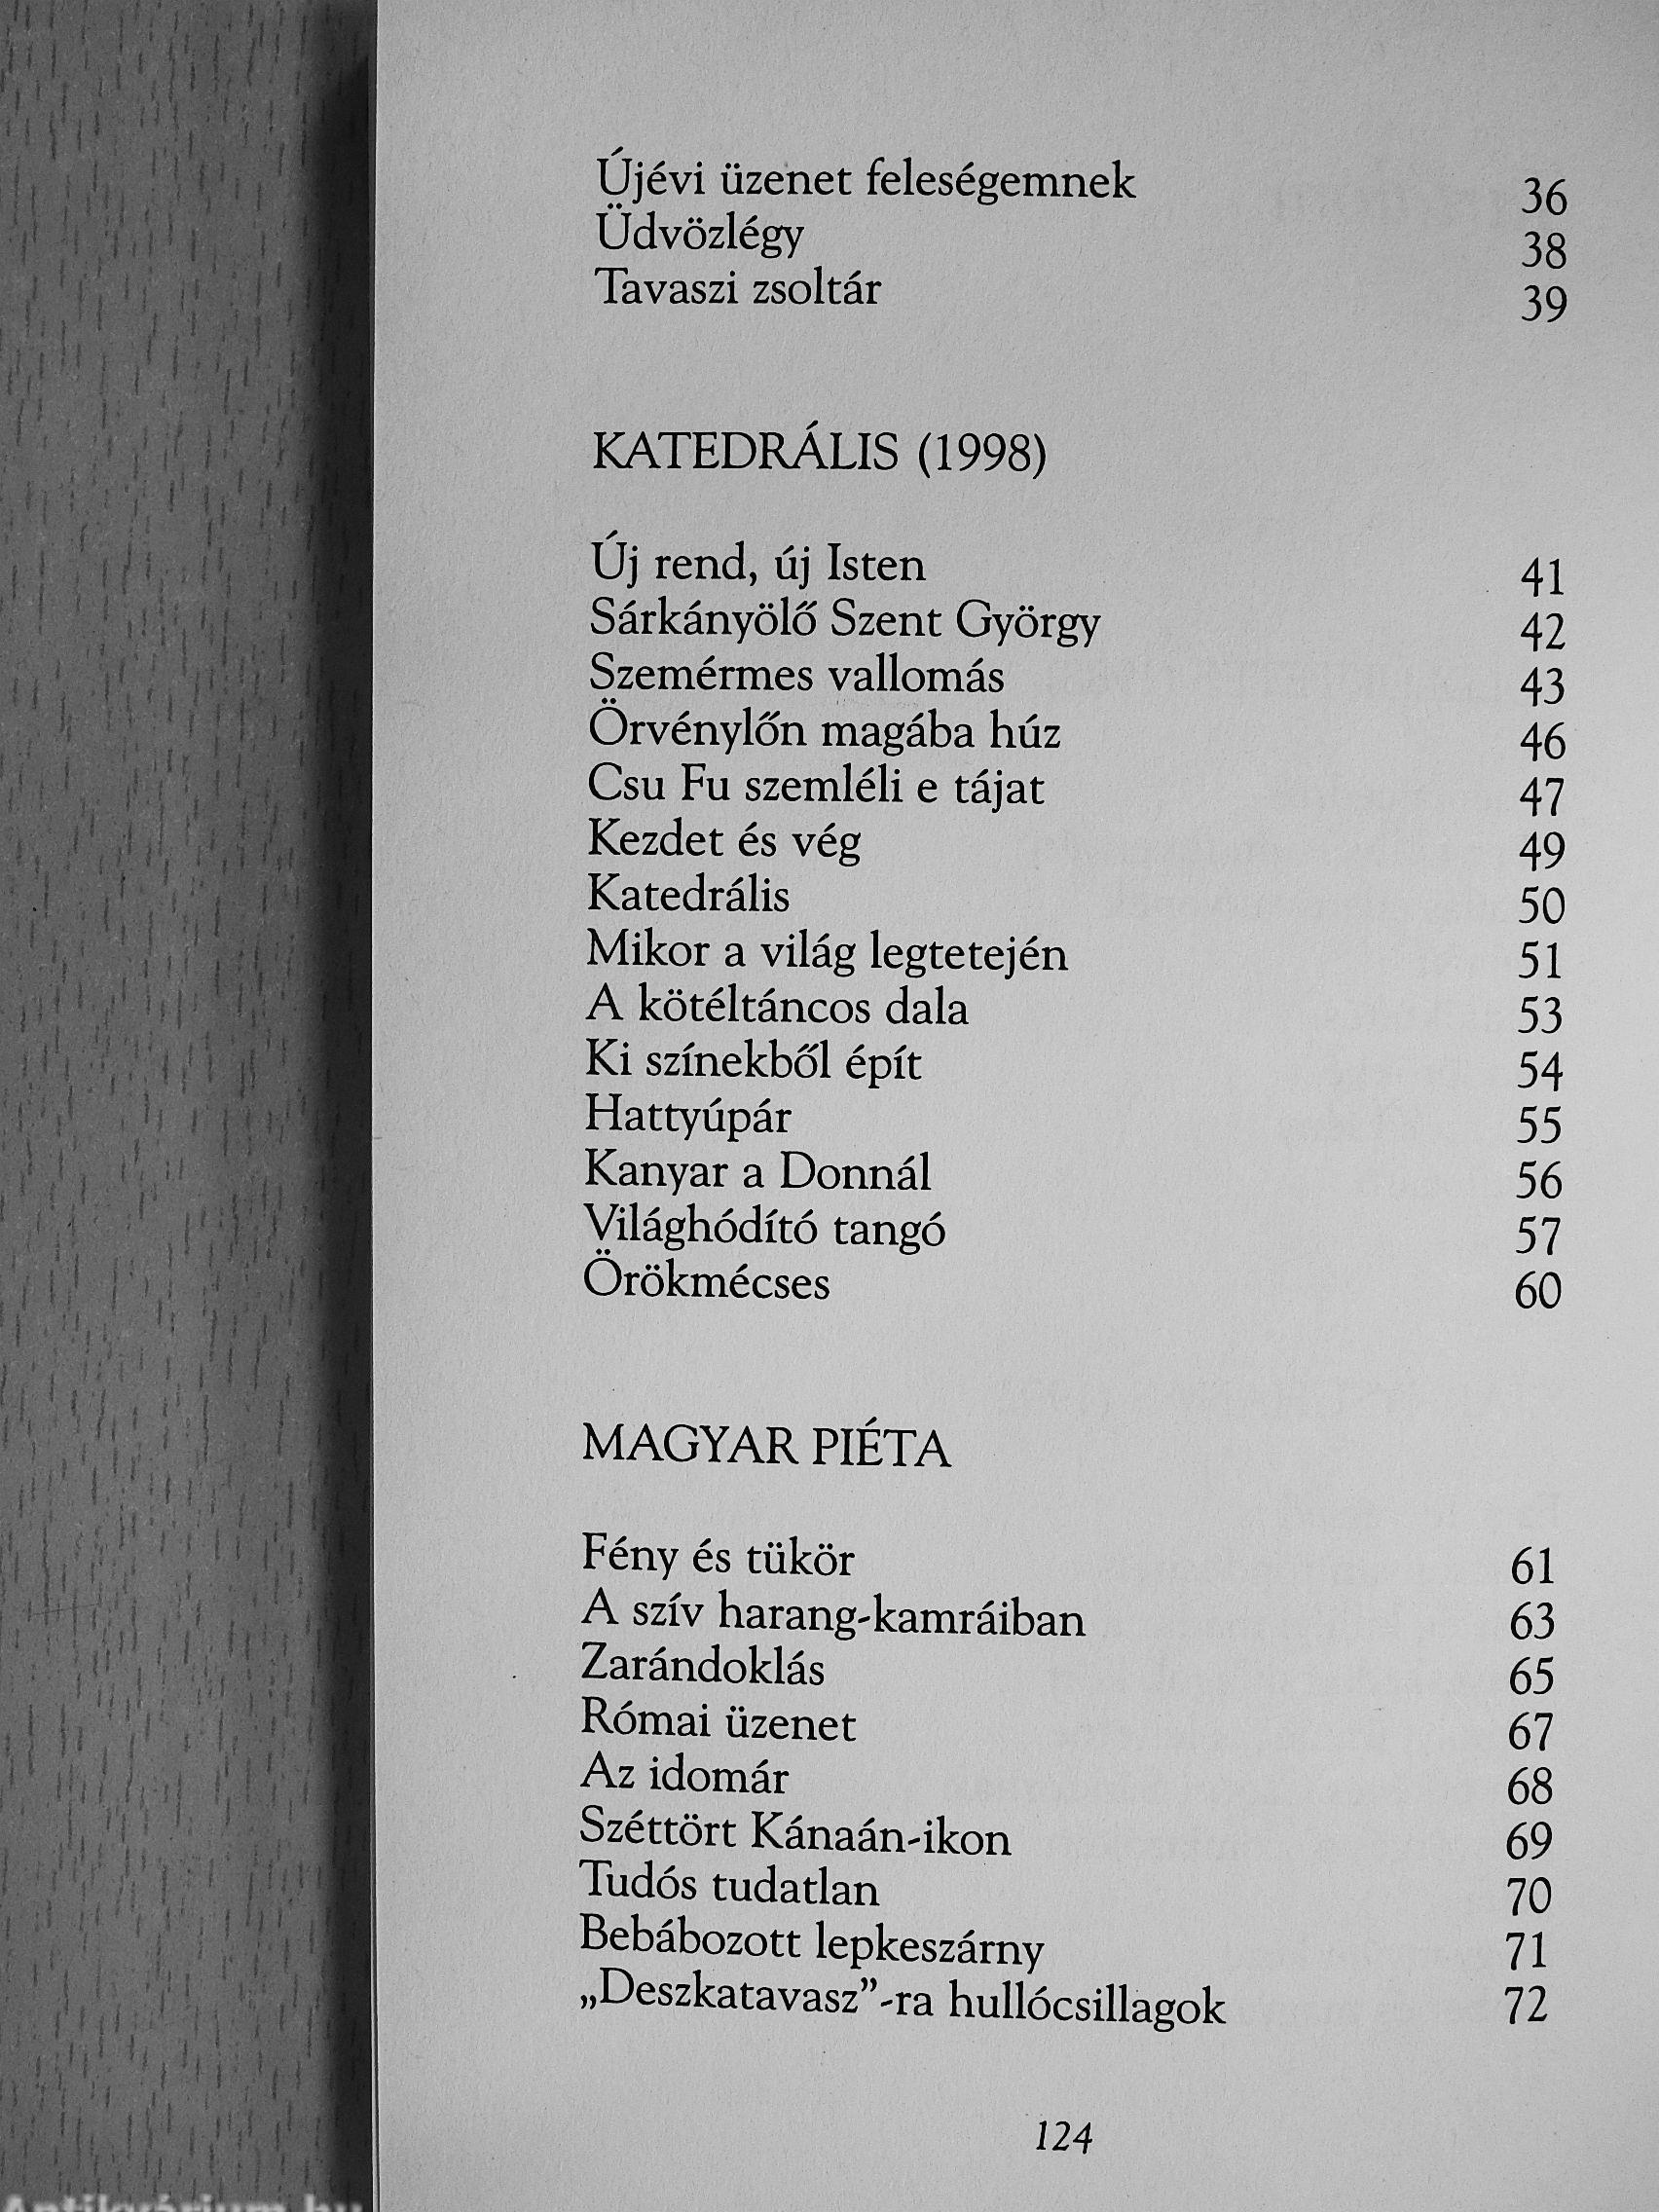 Újévi üzenet feleségemnek 36
Üdvözlégy 38
Tavaszi zsoltár 39
KATEDRÁLIS (1998)
Új rend, új Isten 41
Sárkányölő Szent György 42
Szemérmes vallomás 43
Örvénylőn magába húz 46
Csu Fu szemléli e tájat 47
Kezdet és vég 49
Katedrális 50
Mikor a világ legtetején 51
A kötéltáncos dala 53
Ki színekből épít 54
Hattyúpár 55
Kanyar a Donnál 56
Világhódító tangó 57
Örökmécses 60
MAGYAR PIÉTA
Fény és tükör 61
A szív harang-kamráiban 63
Zarándoklás 65
Római üzenet 67
Az idomár 68
Széttört Kánaán-ikon 69
Tudós tudatlan 70
Bebábozott lepkeszárny 71
„Deszkatavasz”-ra hullócsillagok 72
124
Antikvárium.hu